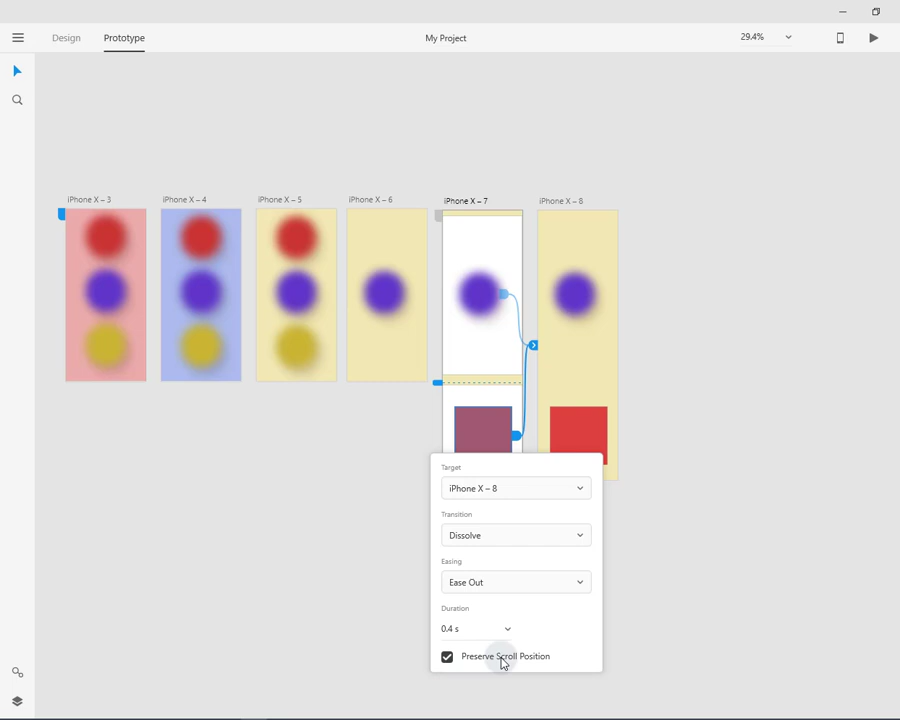 Design
Prototype
My Project
29.4%
iPhone X – 3
iPhone X – 4
iPhone X – 5
iPhone X – 6
iPhone X – 7
iPhone X – 8
Target
iPhone X – 8
Transition
Dissolve
Easing
Ease Out
Duration
0.4 s
Preserve Scroll Position